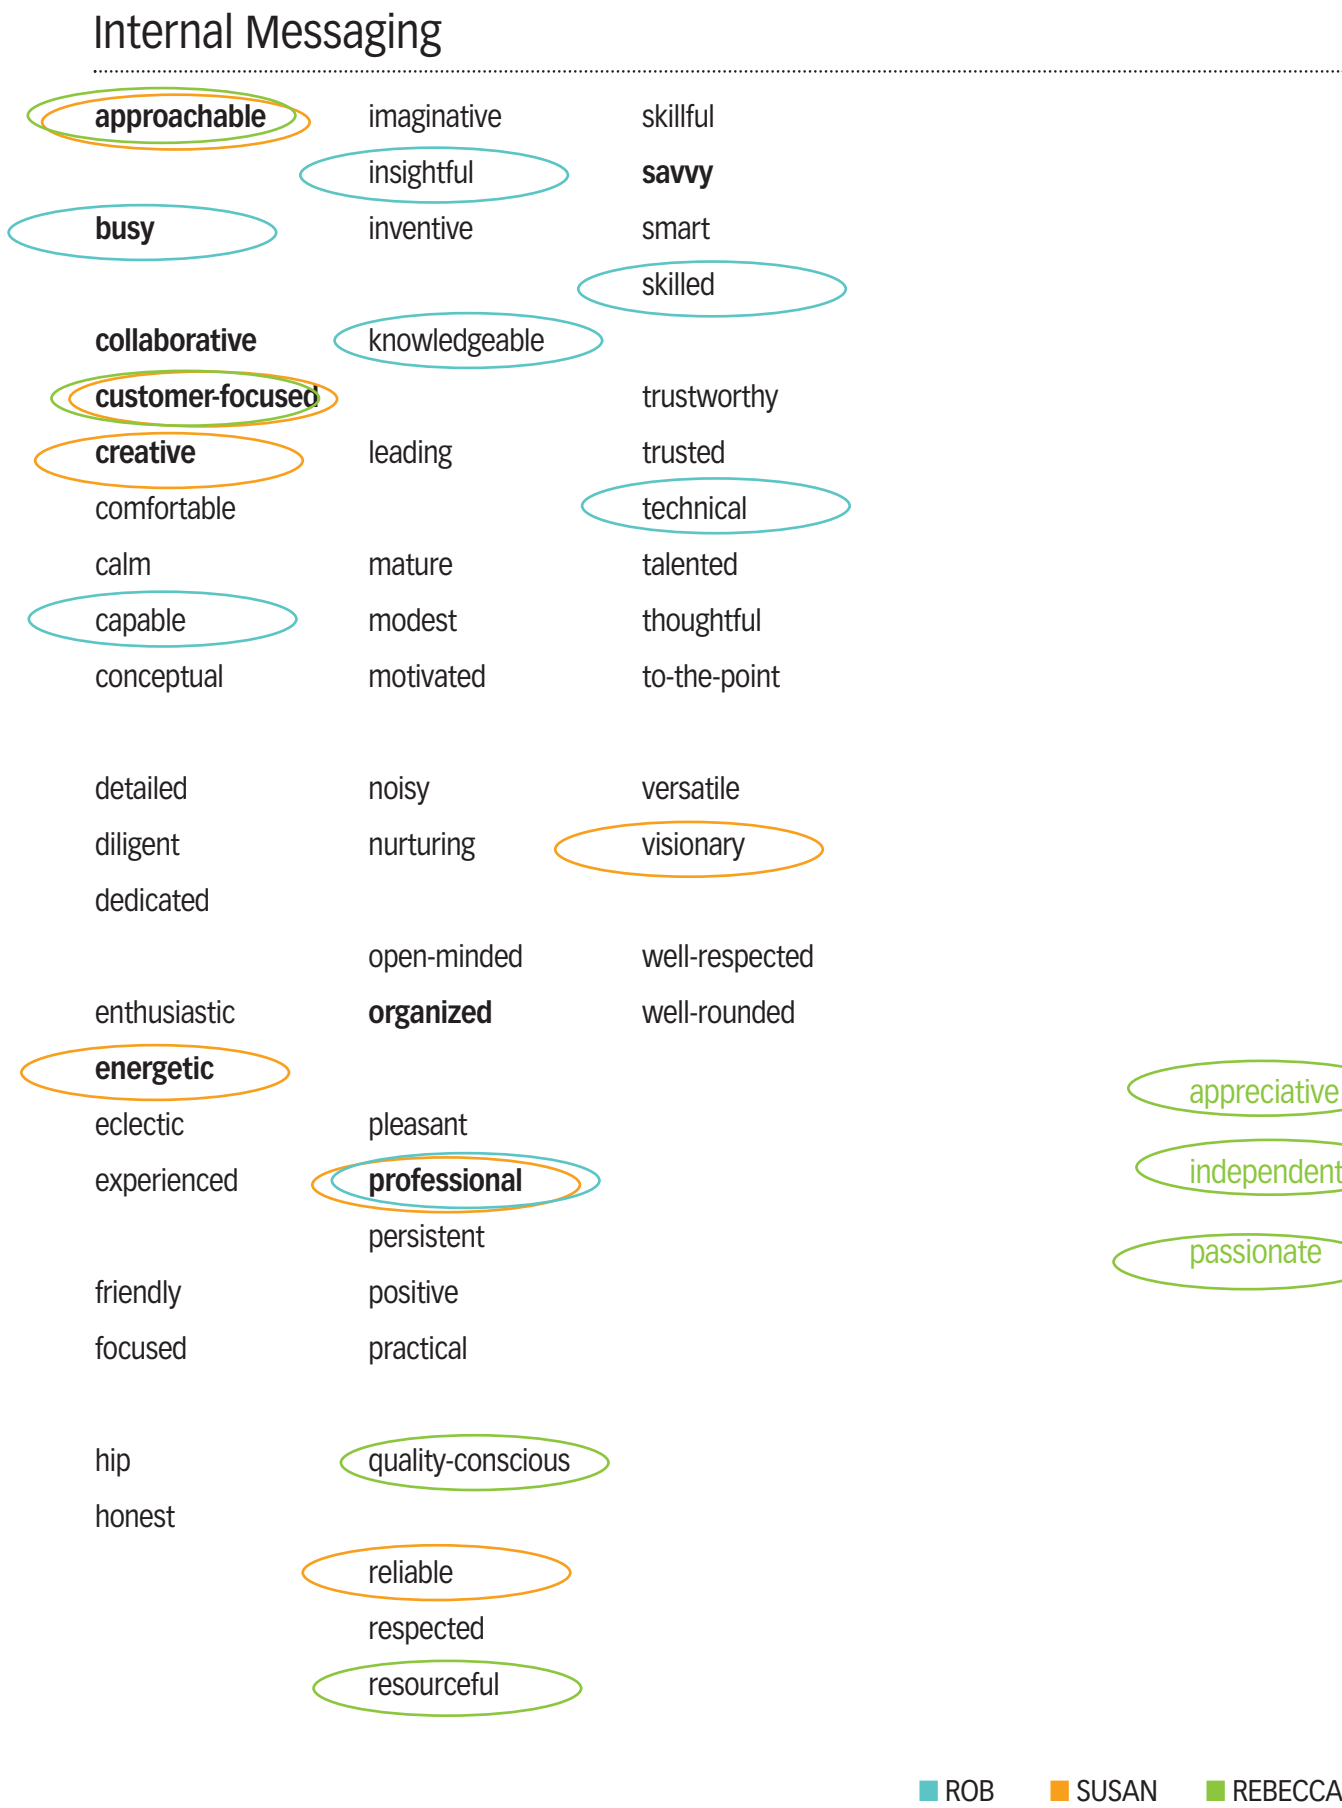 Internal Messaging
approachable
busy
collaborative
customer-focused
creative
comfortable
calm
capable
conceptual
detailed
diligent
dedicated
enthusiastic
energetic
eclectic
experienced
friendly
focused
hip
honest
imaginative
insightful
inventive
knowledgeable
leading
mature
modest
motivated
noisy
nurturing
open-minded
organized
pleasant
professional
persistent
positive
practical
quality-conscious
reliable
respected
resourceful
skillful
savvy
smart
skilled
trustworthy
trusted
technical
talented
thoughtful
to-the-point
versatile
visionary
well-respected
well-rounded
appreciative
independent
passionate
ROB SUSAN REBECCA